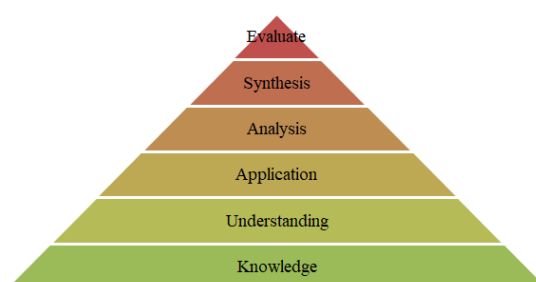 Evaluate
Synthesis
Analysis
Application
Understanding
Knowledge